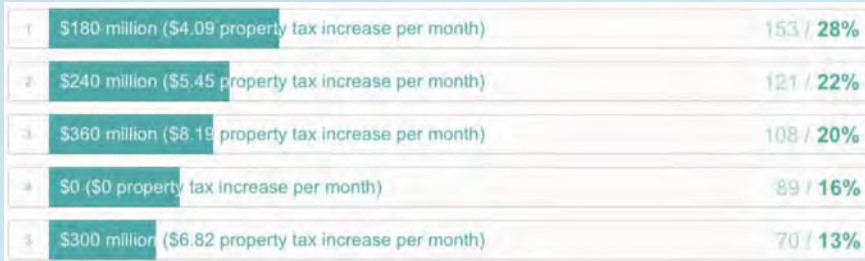 1 $180 million ($4.09 property tax increase per month) 153 / 28%
2 $240 million ($5.45 property tax increase per month) 121 / 22%
3 $360 million ($8.19 property tax increase per month) 108 / 20%
4 $0 ($0 property tax increase per month) 89 / 16%
5 $300 million ($6.82 property tax increase per month) 70 / 13%